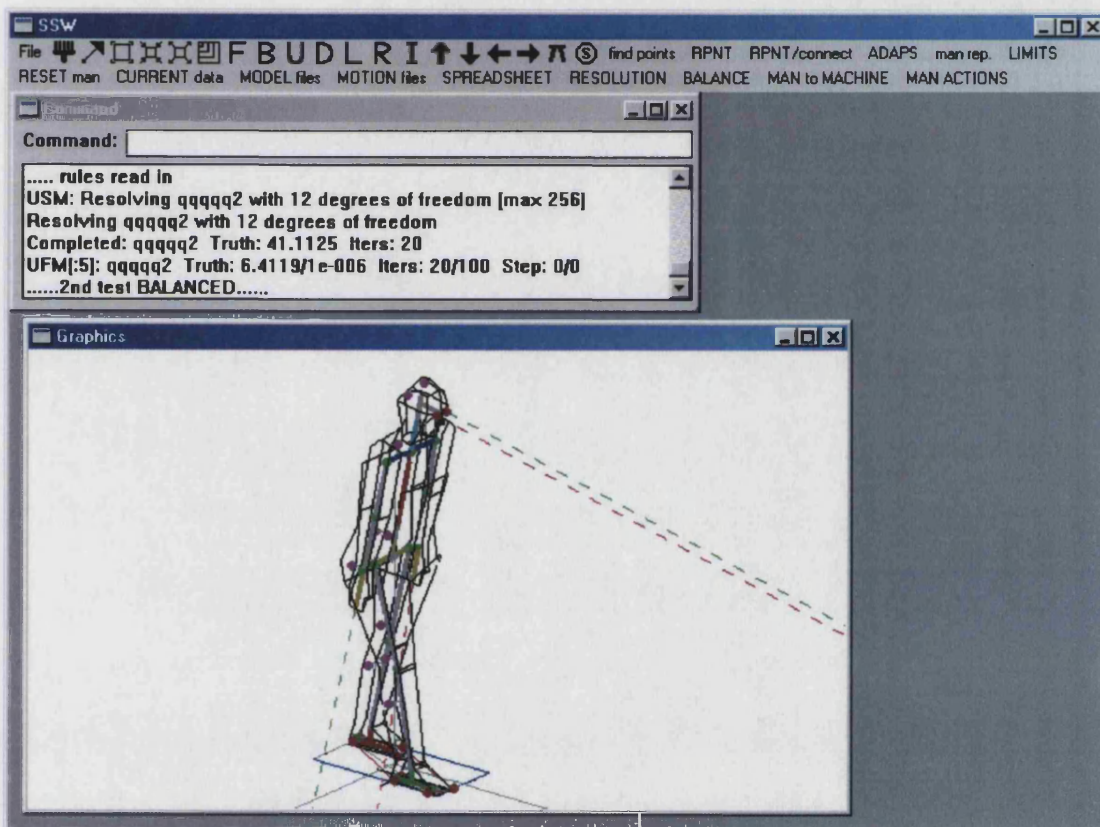 SSW
File F B U D L R I S find points RPNT RPNT/connect ADAPS man rep. LIMITS
RESET man CURRENT data MODEL files MOTION files SPREADSHEET RESOLUTION BALANCE MAN to MACHINE MAN ACTIONS
Command
Command:
..... rules read in
USM: Resolving qqqqq2 with 12 degrees of freedom [max 256]
Resolving qqqqq2 with 12 degrees of freedom
Completed: qqqqq2 Truth: 41.1125 Iters: 20
UFM[:5]: qqqqq2 Truth: 6.4119/1e-006 Iters: 20/100 Step: 0/0
......2nd test BALANCED......
Graphics